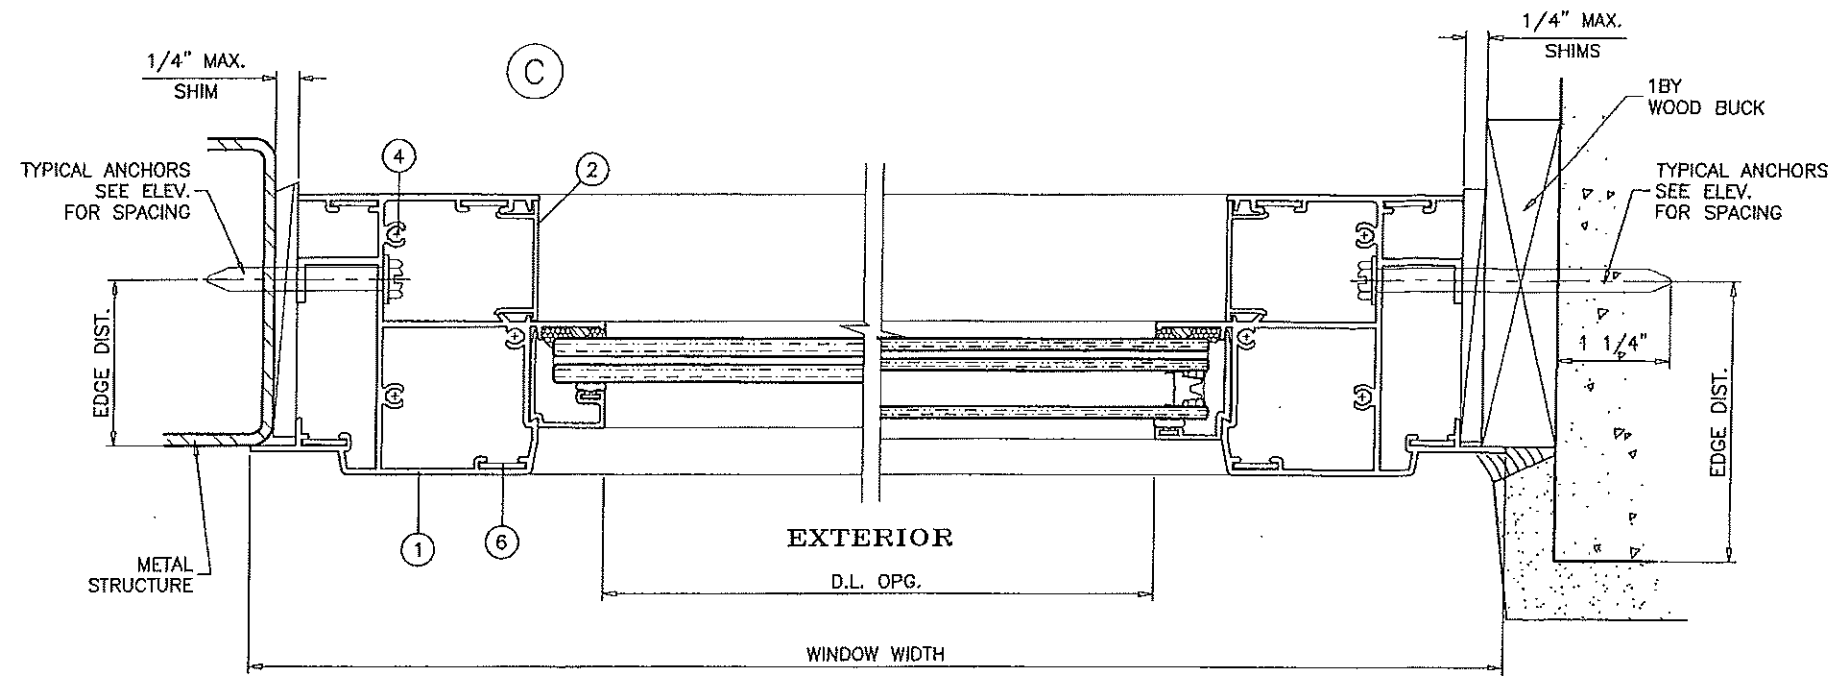 1/4" MAX.
SHIM
C
1/4" MAX.
SHIMS
1BY
WOOD BUCK
TYPICAL ANCHORS
SEE ELEV.
FOR SPACING
4
2
TYPICAL ANCHORS
SEE ELEV.
FOR SPACING
EDGE DIST.
1 1/4"
EDGE DIST.
METAL
STRUCTURE
1
6
EXTERIOR
D.L. OPG.
WINDOW WIDTH